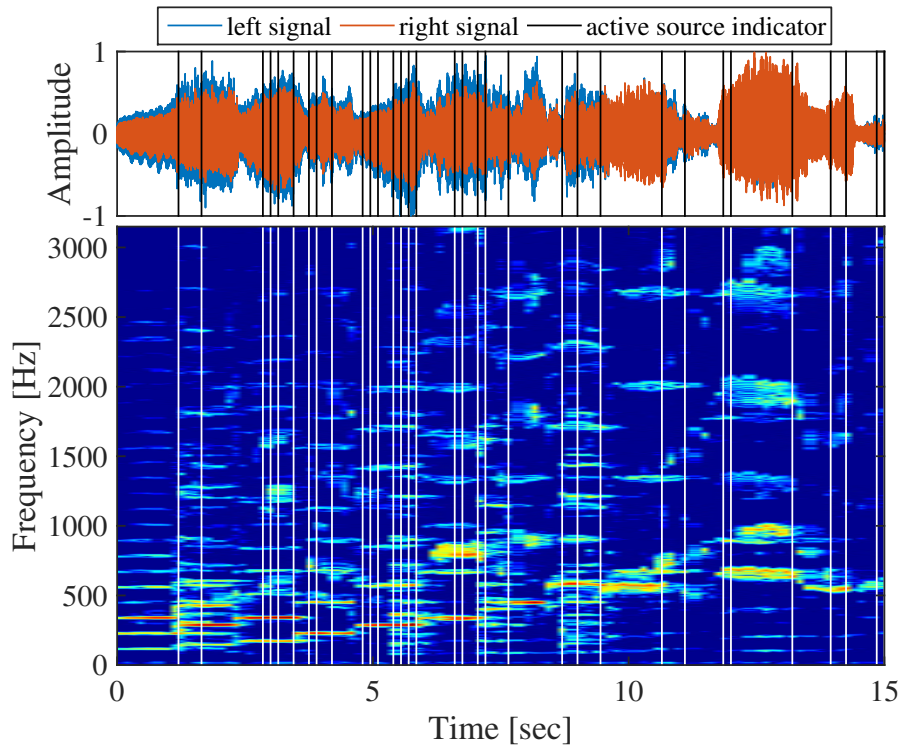 left signal right signal active source indicator
Amplitude
1
0
-1
Frequency [Hz]
3000
2500
2000
1500
1000
500
0
0 5 10 15
Time [sec]